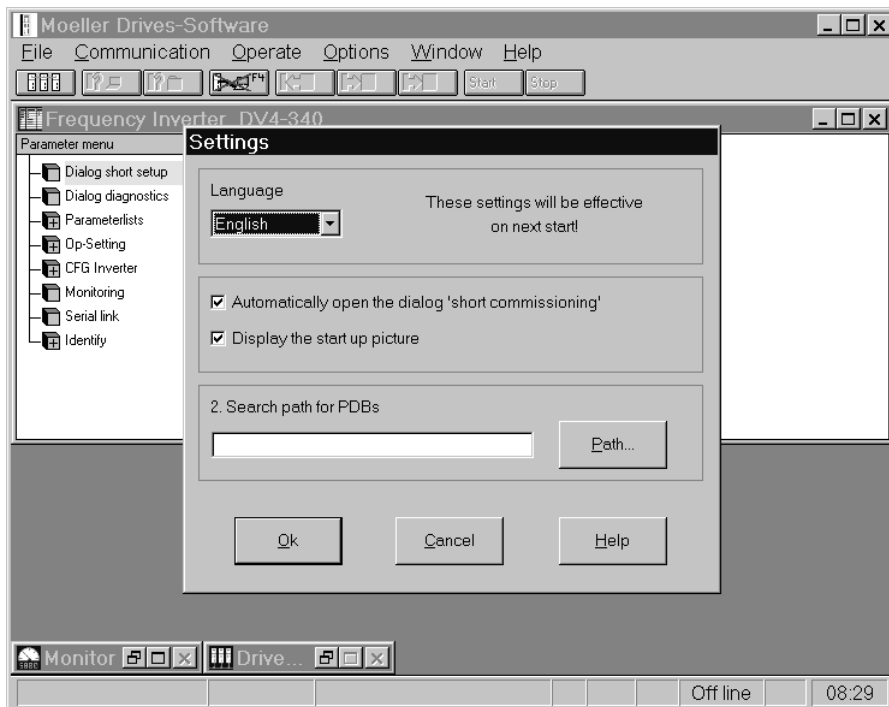 Moeller Drives-Software
File Communication Operate Options Window Help
F4 Start Stop
Frequency Inverter DV4-340
Parameter menu
Dialog short setup
Dialog diagnostics
Parameterlists
Op-Setting
CFG Inverter
Monitoring
Serial link
Identify
Settings
Language
English
These settings will be effective
on next start!
Automatically open the dialog 'short commissioning'
Display the start up picture
2. Search path for PDBs
Path...
Ok Cancel Help
Monitor Drive...
Off line 08:29